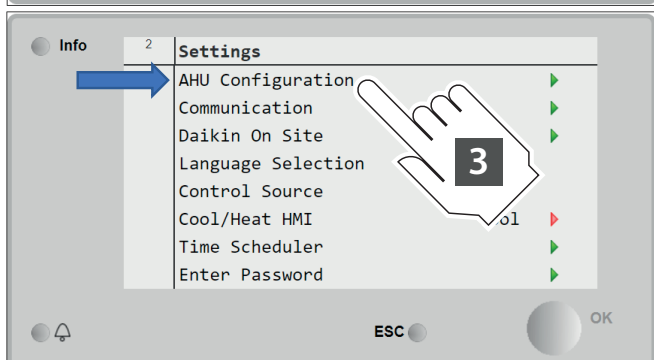 Info
2
Settings
AHU Configuration
Communication
Daikin On Site
Language Selection
Control Source
Cool/Heat HMI ol
Time Scheduler
Enter Password
3
ESC
OK